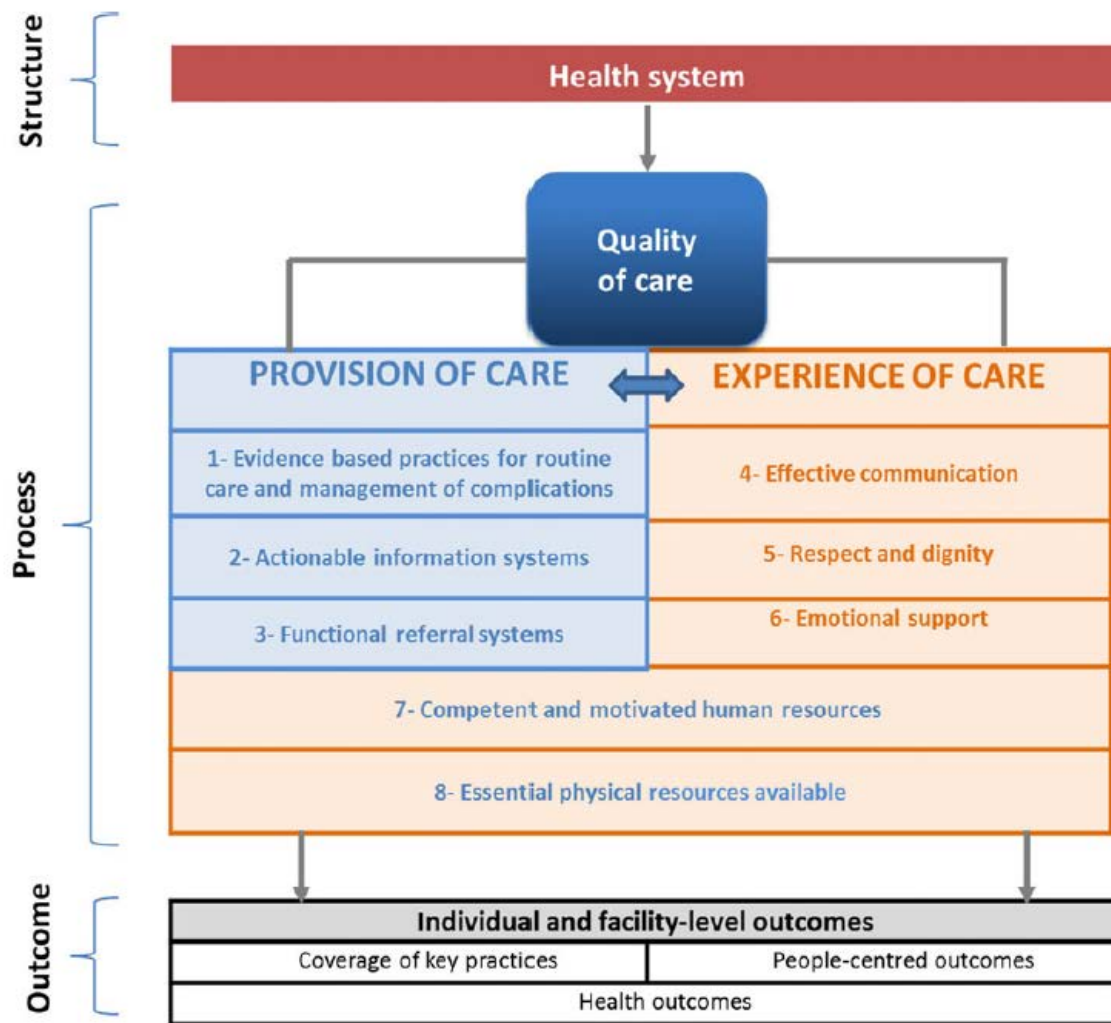 Structure
Health system
Quality
of care
Process
PROVISION OF CARE
EXPERIENCE OF CARE
1- Evidence based practices for routine
care and management of complications
4- Effective communication
2- Actionable information systems
5- Respect and dignity
3- Functional referral systems
6- Emotional support
7- Competent and motivated human resources
8- Essential physical resources available
Outcome
Individual and facility-level outcomes
Coverage of key practices
People-centred outcomes
Health outcomes